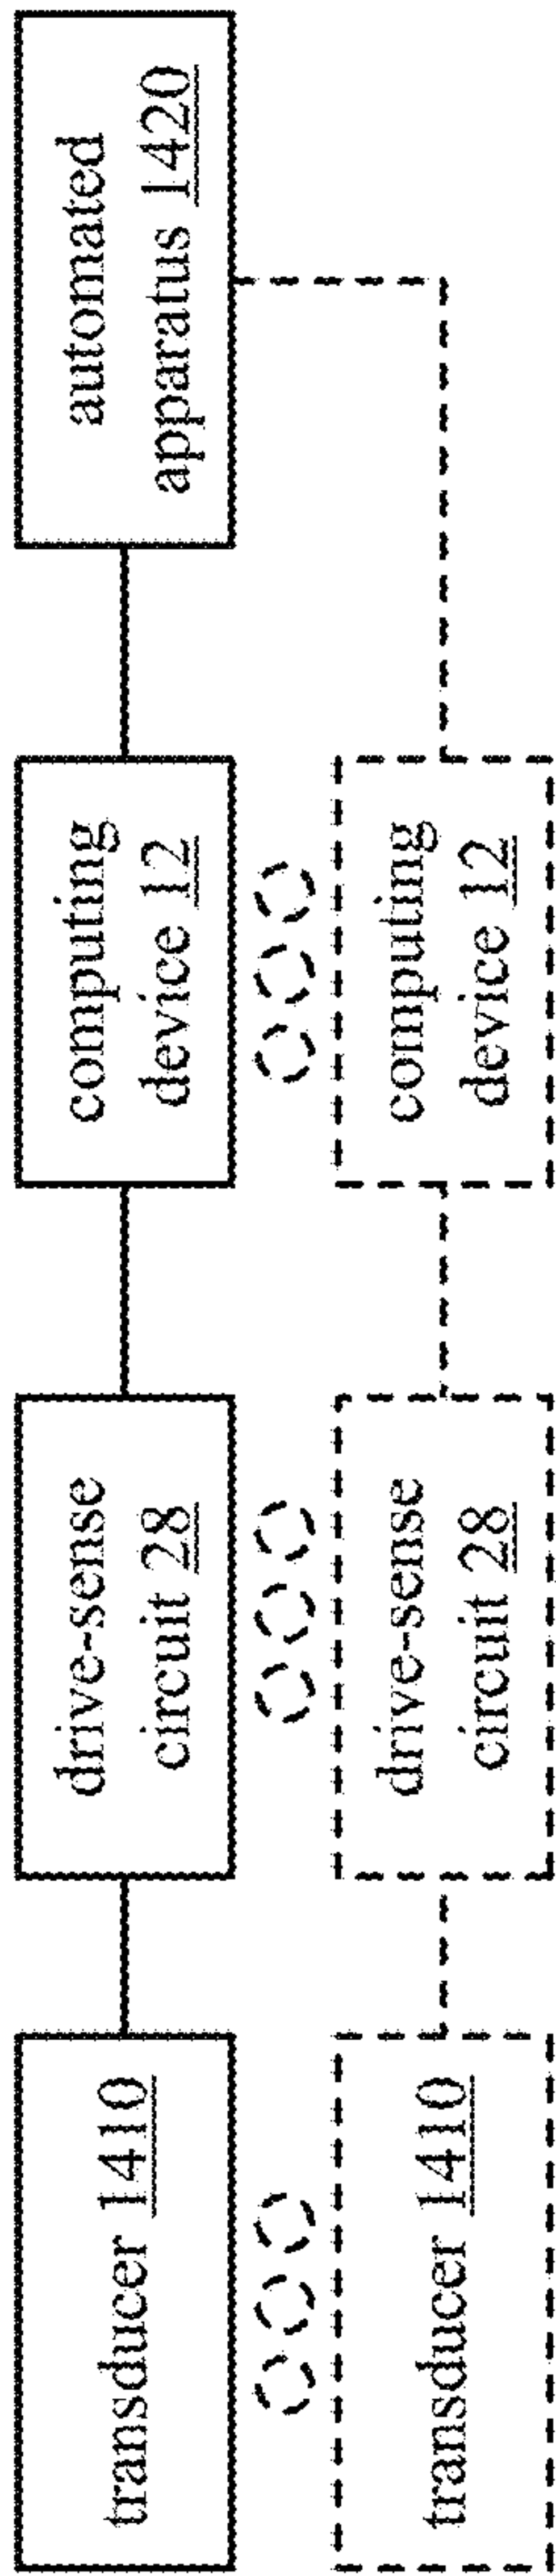 transducer 1410
drive-sense
circuit 28
computing
device 12
automated
apparatus 1420
transducer 1410
drive-sense
circuit 28
computing
device 12